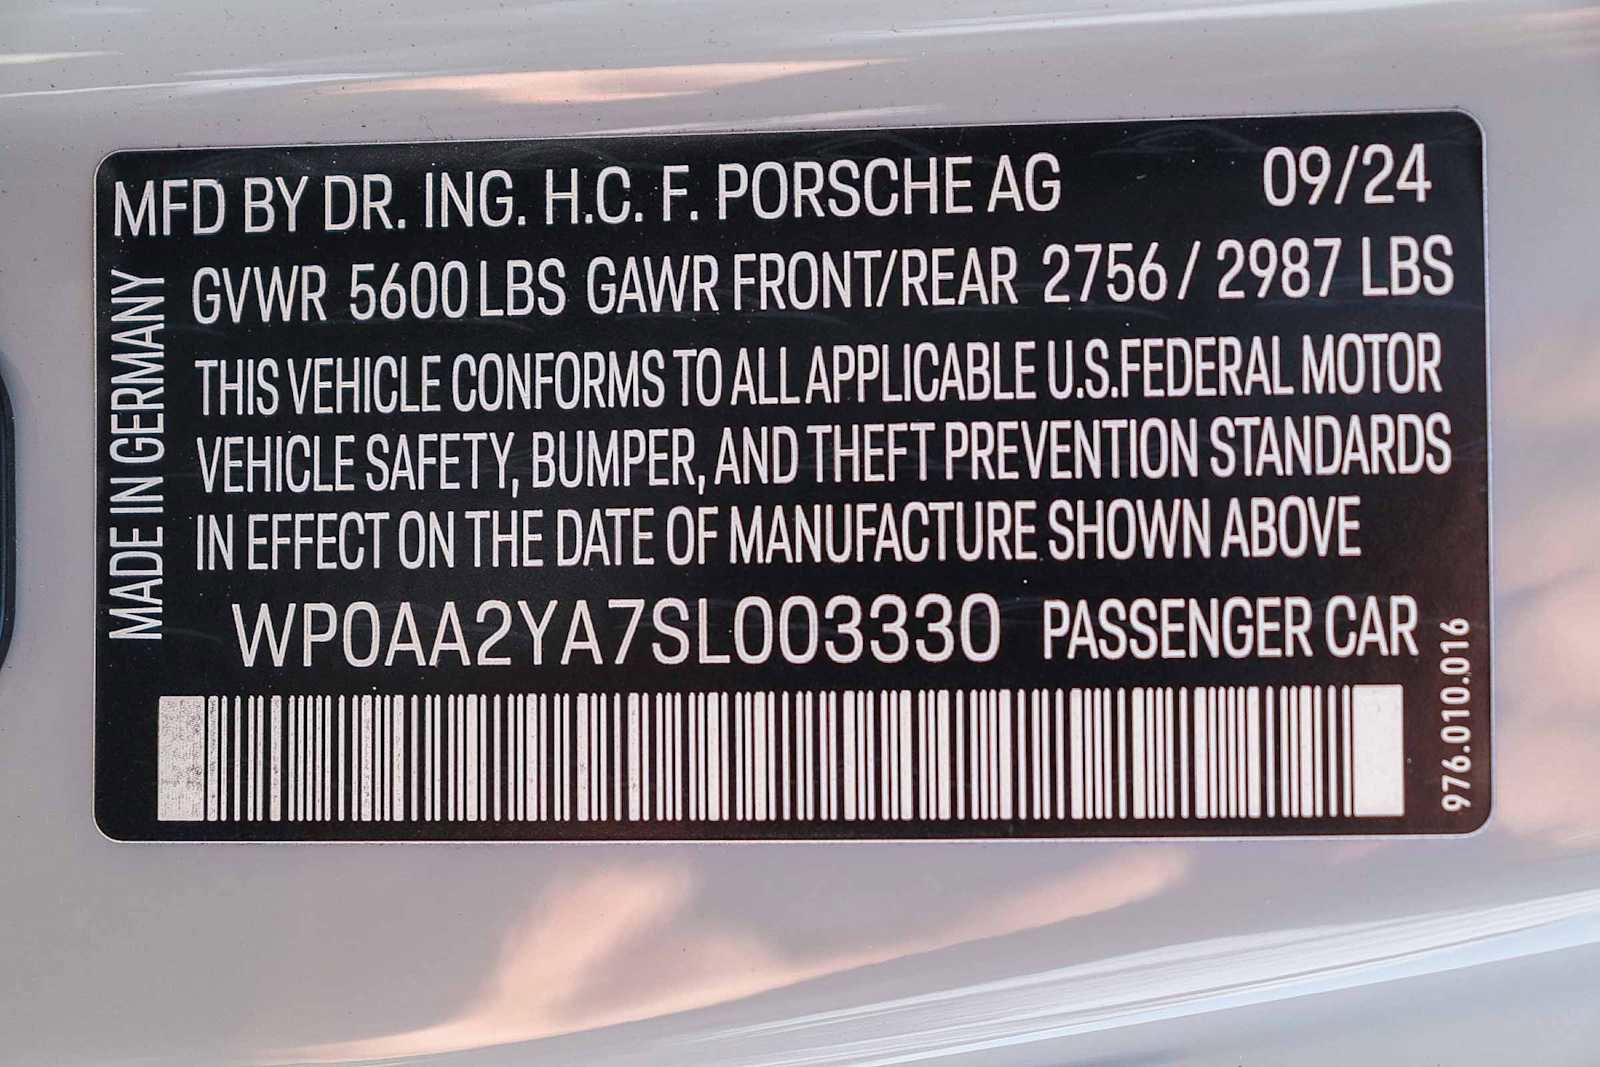 MFD BY DR. ING. H.C. F. PORSCHE AG 09/24
GVWR 5600 LBS GAWR FRONT/REAR 2756 / 2987 LBS
THIS VEHICLE CONFORMS TO ALL APPLICABLE U.S.FEDERAL MOTOR
VEHICLE SAFETY, BUMPER, AND THEFT PREVENTION STANDARDS
IN EFFECT ON THE DATE OF MANUFACTURE SHOWN ABOVE
WP0AA2YA7SL003330 PASSENGER CAR
MADE IN GERMANY
976.010.016